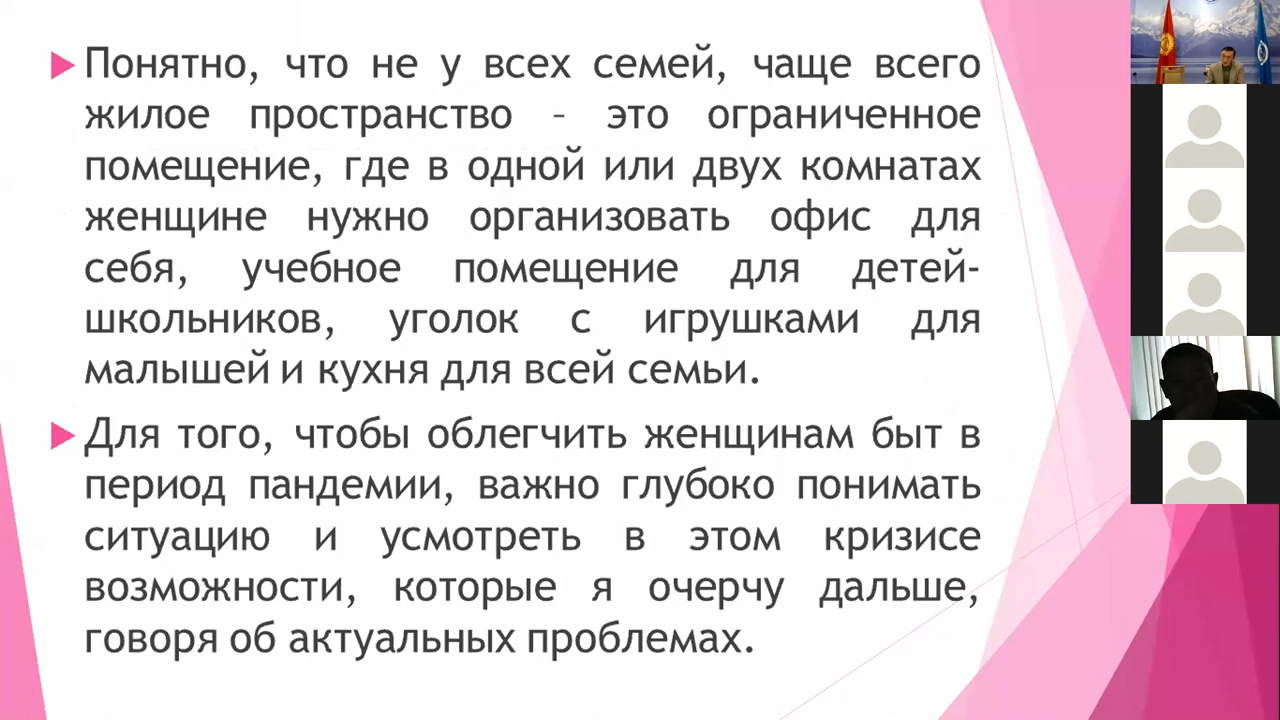 Понятно, что не у всех семей, чаще всего
жилое пространство – это ограниченное
помещение, где в одной или двух комнатах
женщине нужно организовать офис для
себя, учебное помещение для детей-
школьников, уголок с игрушками для
малышей и кухня для всей семьи.
Для того, чтобы облегчить женщинам быт в
период пандемии, важно глубоко понимать
ситуацию и усмотреть в этом кризисе
возможности, которые я очерчу дальше,
говоря об актуальных проблемах.